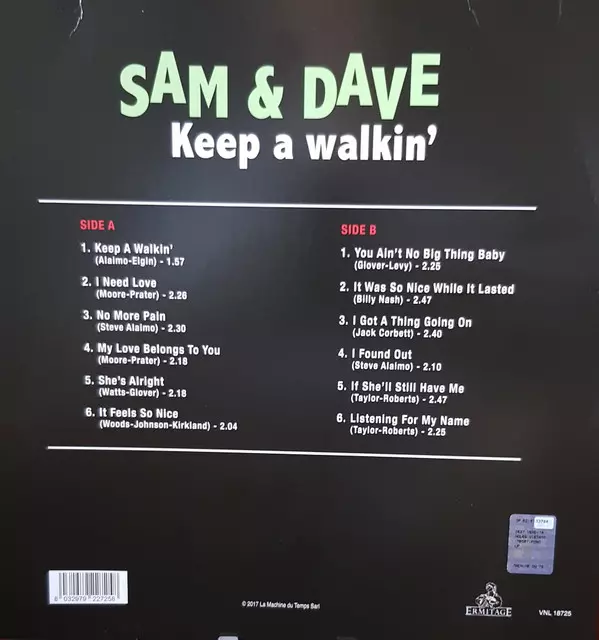 SAM & DAVE
Keep a walkin'
SIDE A
1. Keep A Walkin'
(Alaimo-Elgin) - 1.57
2. I Need Love
(Moore-Prater) - 2.26
3. No More Pain
(Steve Alaimo) - 2.30
4. My Love Belongs To You
(Moore-Prater) - 2.18
5. She's Alright
(Watts-Glover) - 2.18
6. It Feels So Nice
(Woods-Johnson-Kirkland) - 2.04
SIDE B
1. You Ain't No Big Thing Baby
(Glover-Levy) - 2.25
2. It Was So Nice While It Lasted
(Billy Nash) - 2.47
3. I Got A Thing Going On
(Jack Corbett) - 2.40
4. I Found Out
(Steve Alaimo) - 2.10
5. If She'll Still Have Me
(Taylor-Roberts) - 2.47
6. Listening For My Name
(Taylor-Roberts) - 2.25
8 032979 227258
© 2017 La Machine du Temps Sarl
ERMITAGE
VNL 18725